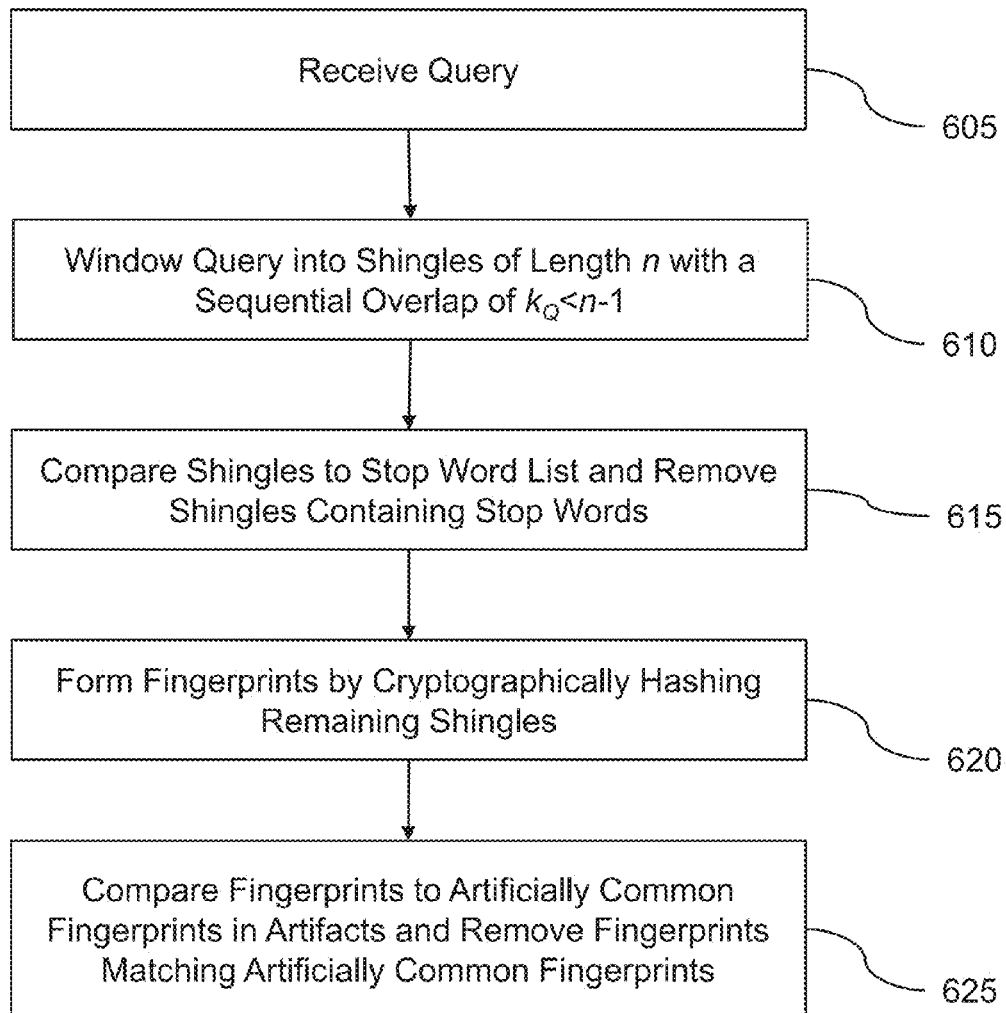 Receive Query
605
Window Query into Shingles of Length n with a
Sequential Overlap of kQ<n-1
610
Compare Shingles to Stop Word List and Remove
Shingles Containing Stop Words
615
Form Fingerprints by Cryptographically Hashing
Remaining Shingles
620
Compare Fingerprints to Artificially Common
Fingerprints in Artifacts and Remove Fingerprints
Matching Artificially Common Fingerprints
625